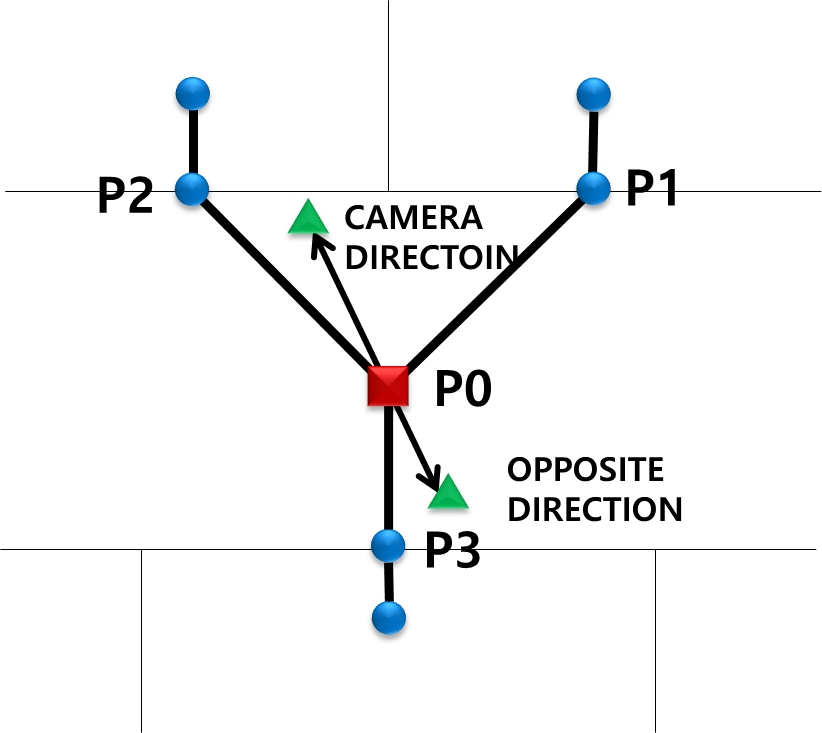 P2
P1
CAMERA
DIRECTOIN
P0
OPPOSITE
DIRECTION
P3